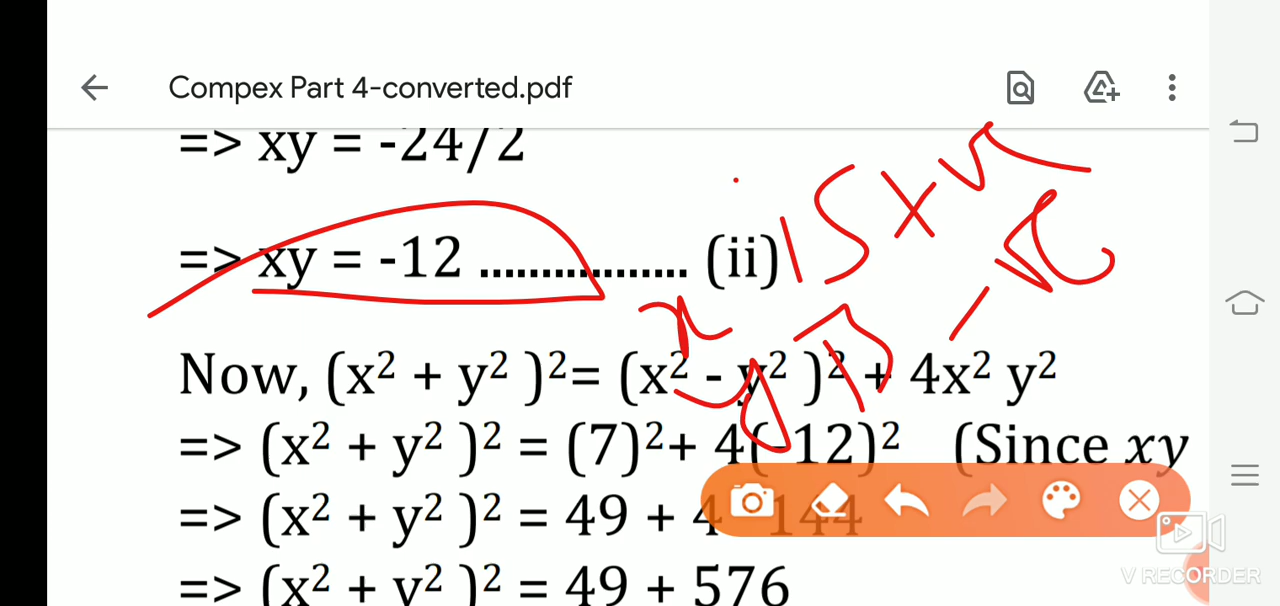 Compex Part 4-converted.pdf
=> xy = -24/2
=> xy = -12 ................. (ii)
Now, (x² + y² )²= (x² - y² )² + 4x² y²
=> (x² + y² )² = (7)²+ 4(-12)² (Since xy
=> (x² + y² )² = 49 + 4 144
=> (x² + y² )² = 49 + 576
V RECORDER